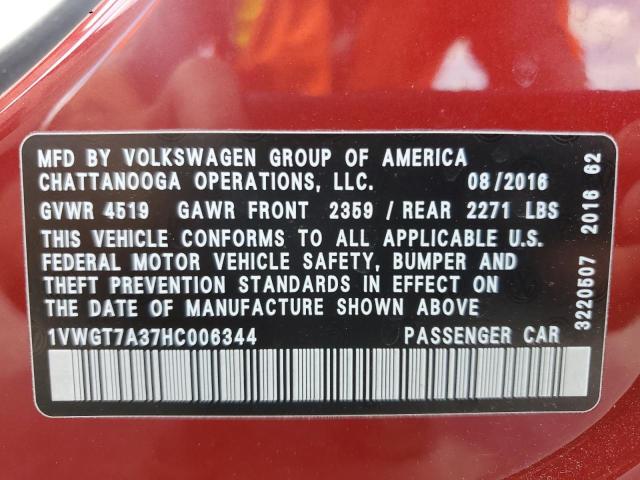 MFD BY VOLKSWAGEN GROUP OF AMERICA
CHATTANOOGA OPERATIONS, LLC. 08/2016
GVWR 4519 GAWR FRONT 2359 / REAR 2271 LBS
THIS VEHICLE CONFORMS TO ALL APPLICABLE U.S.
FEDERAL MOTOR VEHICLE SAFETY, BUMPER AND
THEFT PREVENTION STANDARDS IN EFFECT ON
THE DATE OF MANUFACTURE SHOWN ABOVE
1VWGT7A37HC006344 PASSENGER CAR
3220507 2016 62